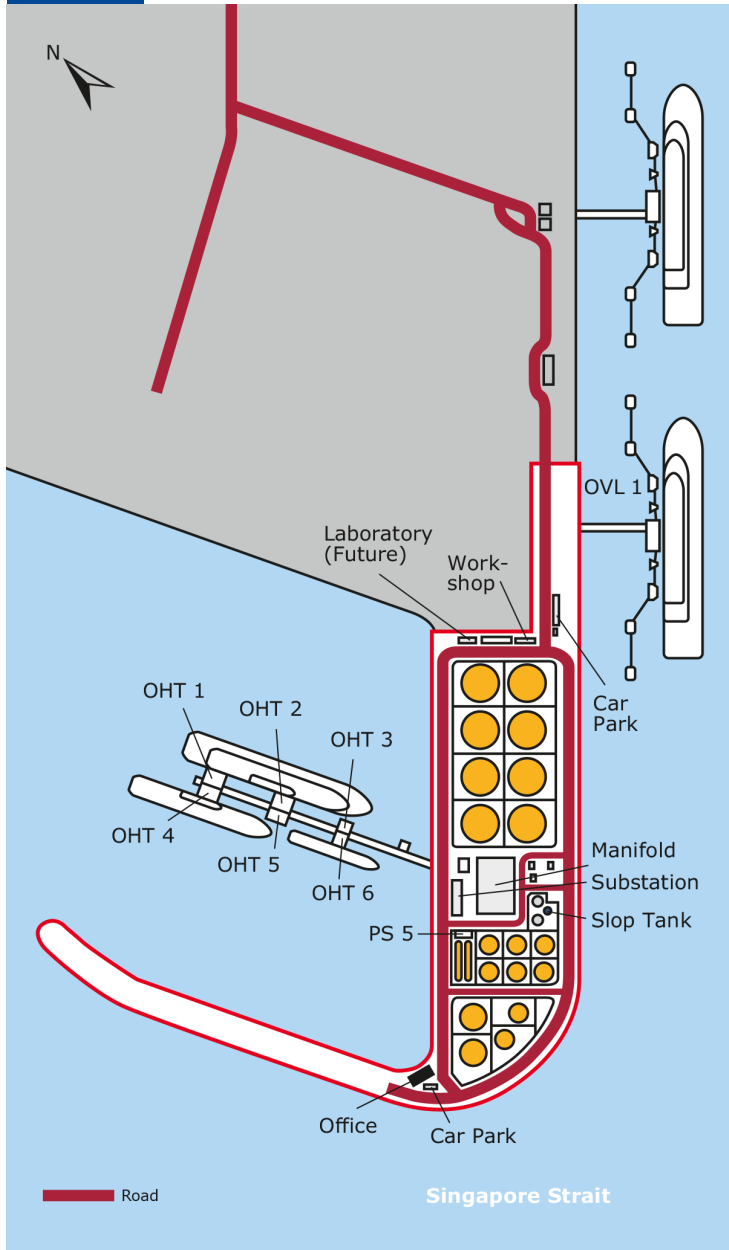 N
OVL 1
Laboratory
(Future)
Work-
shop
Car
Park
OHT 1
OHT 2
OHT 3
OHT 4
OHT 5
OHT 6
Manifold
Substation
Slop Tank
PS 5
Office
Car Park
Road
Singapore Strait